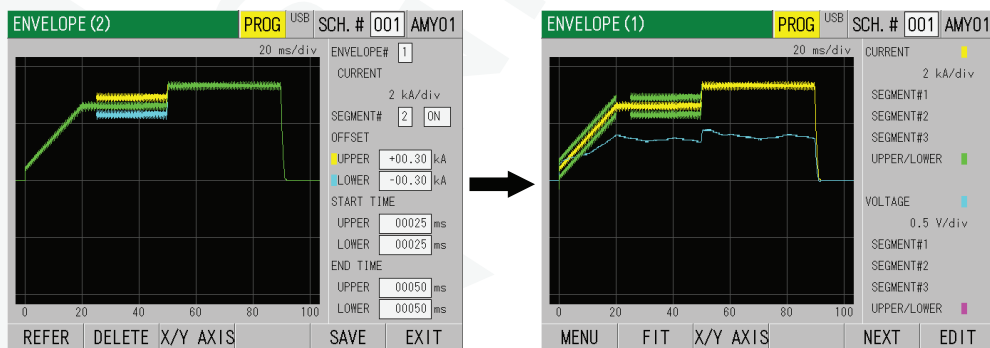 ENVELOPE (2) PROG USB SCH. # 001 AMY01
20 ms/div
ENVELOPE# 1
CURRENT
2 kA/div
SEGMENT# 2 ON
OFFSET
UPPER +00.30 kA
LOWER -00.30 kA
START TIME
UPPER 00025 ms
LOWER 00025 ms
END TIME
UPPER 00050 ms
LOWER 00050 ms
0 20 40 60 80 100
REFER DELETE X/Y AXIS SAVE EXIT
ENVELOPE (1) PROG USB SCH. # 001 AMY01
20 ms/div
CURRENT
2 kA/div
SEGMENT#1
SEGMENT#2
SEGMENT#3
UPPER/LOWER
VOLTAGE
0.5 V/div
SEGMENT#1
SEGMENT#2
SEGMENT#3
UPPER/LOWER
0 20 40 60 80 100
MENU FIT X/Y AXIS NEXT EDIT